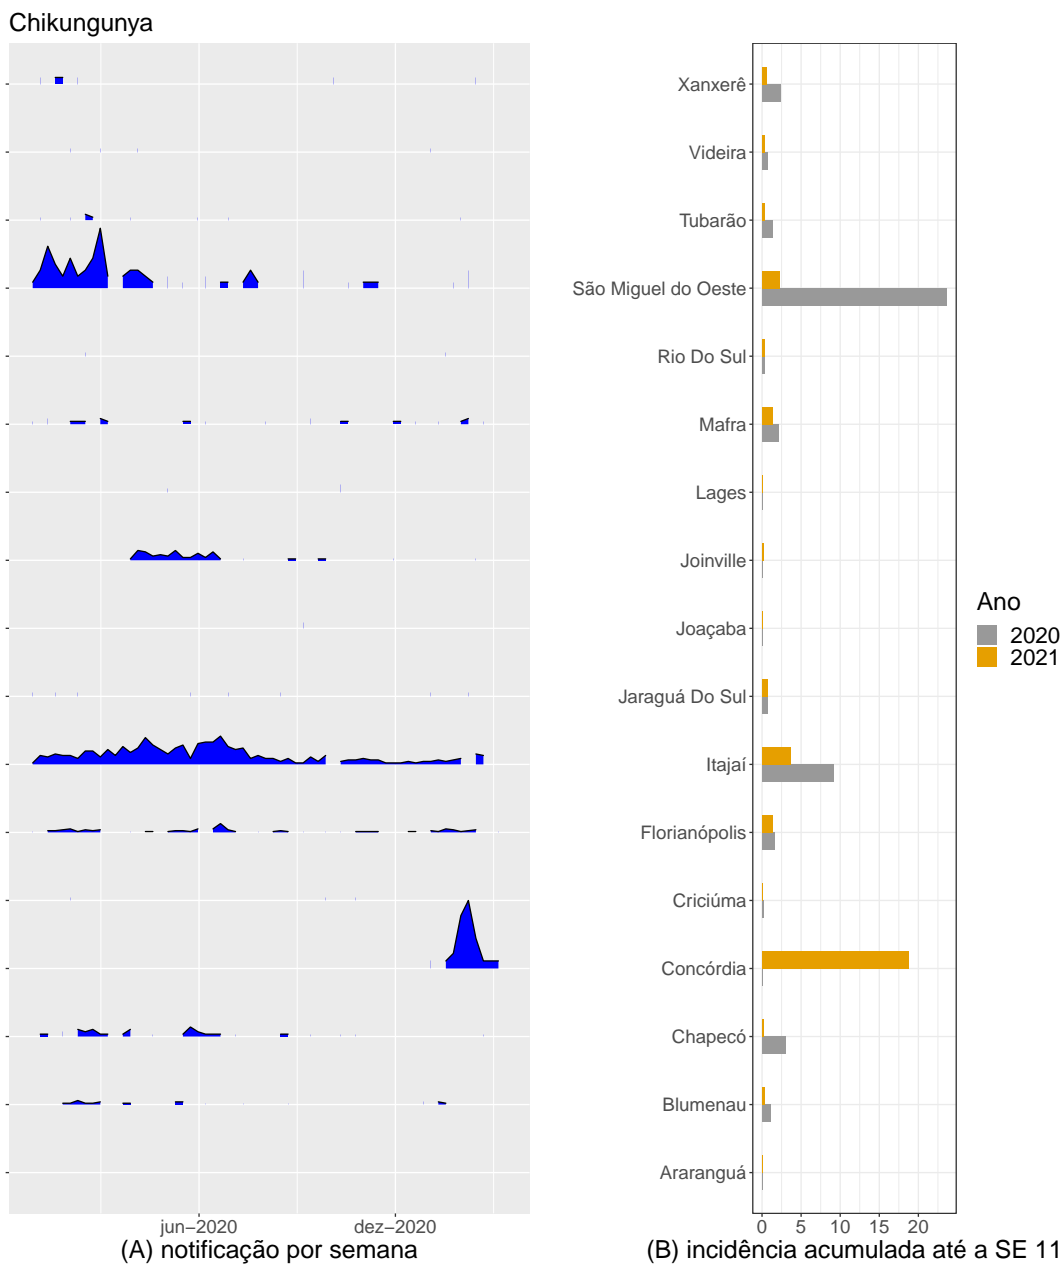 Chikungunya
Xanxerê
Videira
Tubarão
São Miguel do Oeste
Rio Do Sul
Mafra
Lages
Joinville
Joaçaba
Jaraguá Do Sul
Itajaí
Florianópolis
Criciúma
Concórdia
Chapecó
Blumenau
Araranguá
Ano
2020
2021
jun−2020 dez−2020
0 5 10 15 20
(A) notificação por semana
(B) incidência acumulada até a SE 11